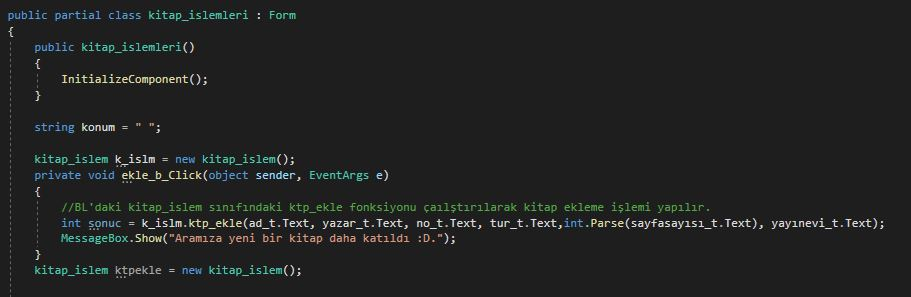 public partial class kitap_islemleri : Form
{
public kitap_islemleri()
{
InitializeComponent();
}
string konum = " ";
kitap_islem k_islm = new kitap_islem();
private void ekle_b_Click(object sender, EventArgs e)
{
//BL'daki kitap_islem sınıfındaki ktp_ekle fonksiyonu çaılştırılarak kitap ekleme işlemi yapılır.
int sonuc = k_islm.ktp_ekle(ad_t.Text, yazar_t.Text, no_t.Text, tur_t.Text,int.Parse(sayfasayısı_t.Text), yayınevi_t.Text);
MessageBox.Show("Aramıza yeni bir kitap daha katıldı :D.");
}
kitap_islem ktpekle = new kitap_islem();